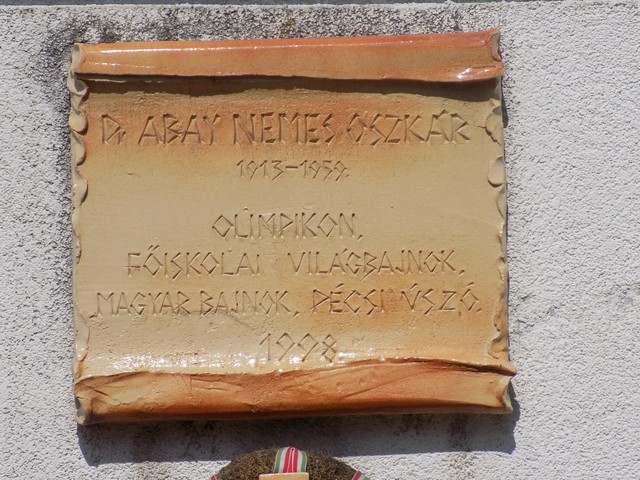 Dr ABAY NEMES OSZKÁR
1913-1959.
OLIMPIKON,
FŐISKOLAI VILÁGBAJNOK,
MAGYAR BAJNOK, PÉCSI ÚSZÓ.
1998